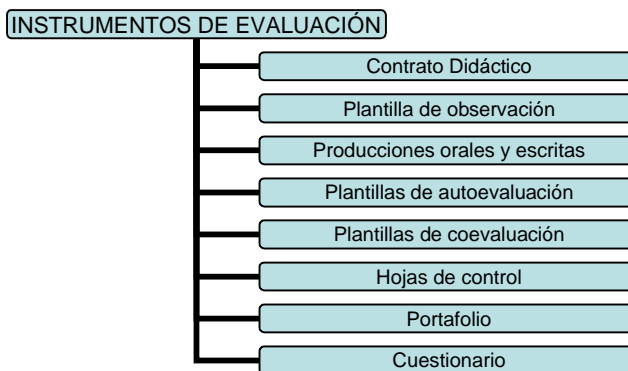 INSTRUMENTOS DE EVALUACIÓN
Contrato Didáctico
Plantilla de observación
Producciones orales y escritas
Plantillas de autoevaluación
Plantillas de coevaluación
Hojas de control
Portafolio
Cuestionario